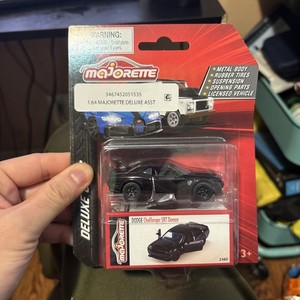 WARNING:
MAJORETTE
3467452051535
1:64 MAJORETTE DELUXE ASST
• METAL BODY
• RUBBER TIRES
• SUSPENSION
• OPENING PARTS
• LICENSED VEHICLE
DELUXE
MAJORETTE
DODGE Challenger SRT Demon
3+